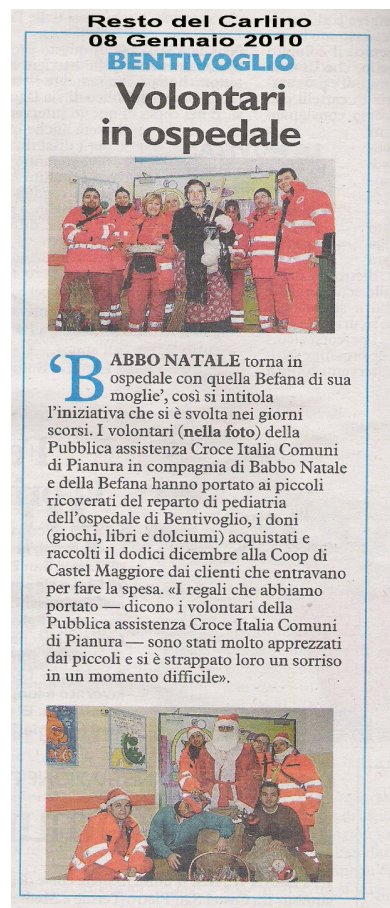 Resto del Carlino
08 Gennaio 2010
BENTIVOGLIO
Volontari
in ospedale
‘BABBO NATALE torna in
ospedale con quella Befana di sua
moglie’, così si intitola
l’iniziativa che si è svolta nei giorni
scorsi. I volontari (nella foto) della
Pubblica assistenza Croce Italia Comuni
di Pianura in compagnia di Babbo Natale
e della Befana hanno portato ai piccoli
ricoverati del reparto di pediatria
dell’ospedale di Bentivoglio, i doni
(giochi, libri e dolciumi) acquistati e
raccolti il dodici dicembre alla Coop di
Castel Maggiore dai clienti che entravano
per fare la spesa. «I regali che abbiamo
portato — dicono i volontari della
Pubblica assistenza Croce Italia Comuni
di Pianura — sono stati molto apprezzati
dai piccoli e si è strappato loro un sorriso
in un momento difficile».